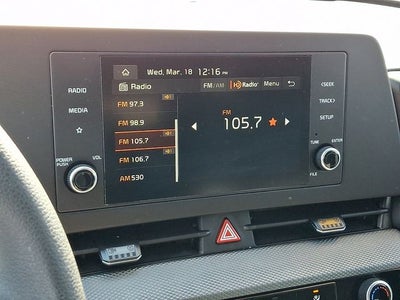 Wed, Mar. 18 12:16 PM
Radio FM/AM HD Radio Menu
FM 97.3
FM 98.9
FM 105.7
FM 106.7
AM 530
FM
105.7
RADIO
MEDIA
POWER PUSH VOL
<SEEK
TRACK>
SETUP
TUNE ENTER
FILE